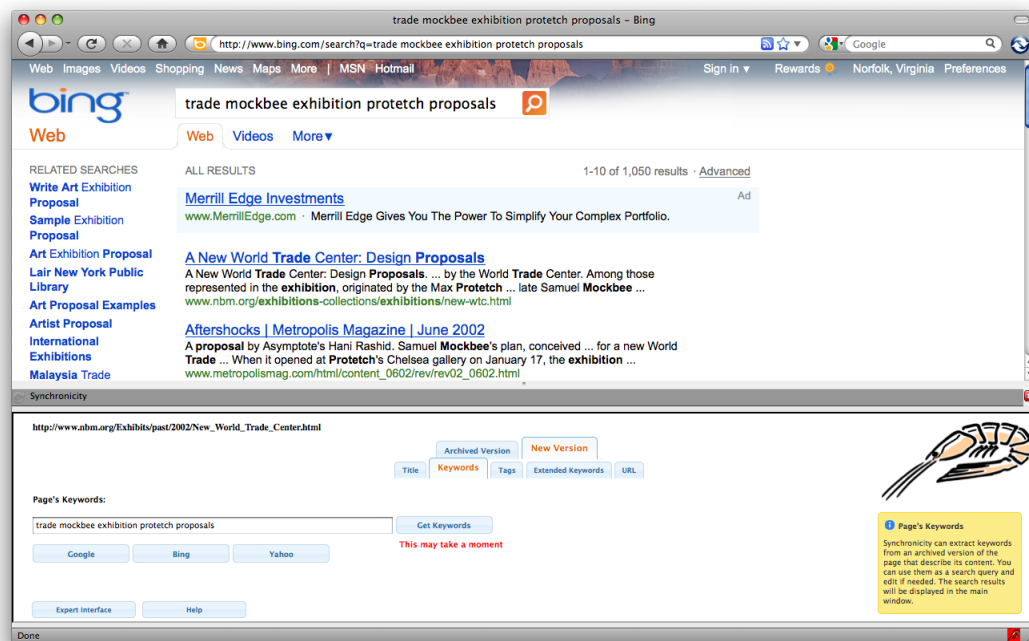 trade mockbee exhibition protetch proposals – Bing
http://www.bing.com/search?q=trade mockbee exhibition protetch proposals
Google
Web Images Videos Shopping News Maps More | MSN Hotmail
Sign in ▾ Rewards Norfolk, Virginia Preferences
bing™
trade mockbee exhibition protetch proposals
Web
Web Videos More▾
RELATED SEARCHES
Write Art Exhibition
Proposal
Sample Exhibition
Proposal
Art Exhibition Proposal
Lair New York Public
Library
Art Proposal Examples
Artist Proposal
International
Exhibitions
Malaysia Trade
ALL RESULTS
1-10 of 1,050 results · Advanced
Merrill Edge Investments
Ad
www.MerrillEdge.com · Merrill Edge Gives You The Power To Simplify Your Complex Portfolio.
A New World Trade Center: Design Proposals
A New World Trade Center: Design Proposals. ... by the World Trade Center. Among those
represented in the exhibition, originated by the Max Protetch ... late Samuel Mockbee ...
www.nbm.org/exhibitions-collections/exhibitions/new-wtc.html
Aftershocks | Metropolis Magazine | June 2002
A proposal by Asymptote's Hani Rashid. Samuel Mockbee's plan, conceived ... for a new World
Trade ... When it opened at Protetch's Chelsea gallery on January 17, the exhibition ...
www.metropolismag.com/html/content_0602/rev/rev02_0602.html
Synchronicity
http://www.nbm.org/Exhibits/past/2002/New_World_Trade_Center.html
Archived Version New Version
Title Keywords Tags Extended Keywords URL
Page's Keywords:
trade mockbee exhibition protetch proposals
Get Keywords
This may take a moment
Google Bing Yahoo
Expert Interface Help
Page's Keywords
Synchronicity can extract keywords
from an archived version of the
page that describe its content. You
can use them as a search query and
edit if needed. The search results
will be displayed in the main
window.
Done